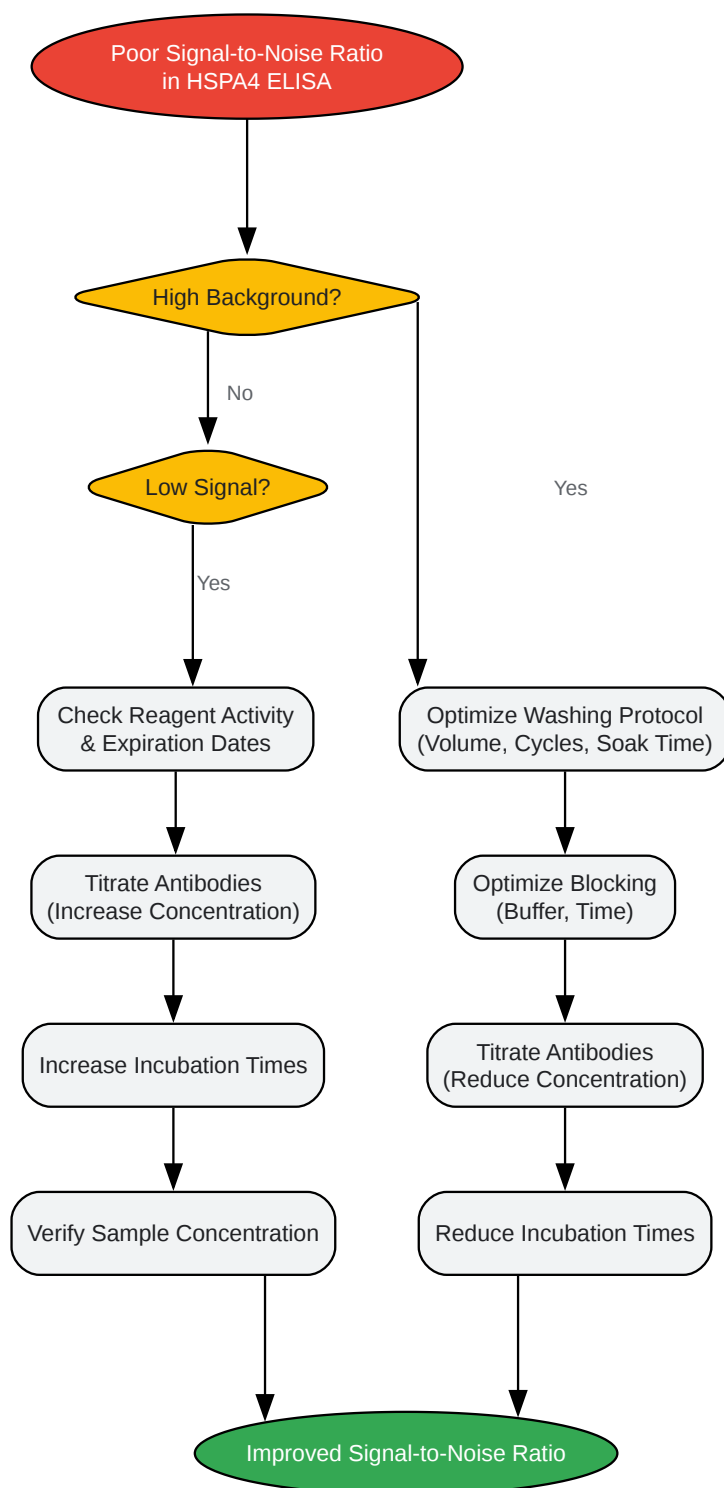 Poor Signal-to-Noise Ratio
in HSPA4 ELISA
High Background?
No
Low Signal?
Yes
Yes
Check Reagent Activity
& Expiration Dates
Optimize Washing Protocol
(Volume, Cycles, Soak Time)
Titrate Antibodies
(Increase Concentration)
Optimize Blocking
(Buffer, Time)
Increase Incubation Times
Titrate Antibodies
(Reduce Concentration)
Verify Sample Concentration
Reduce Incubation Times
Improved Signal-to-Noise Ratio